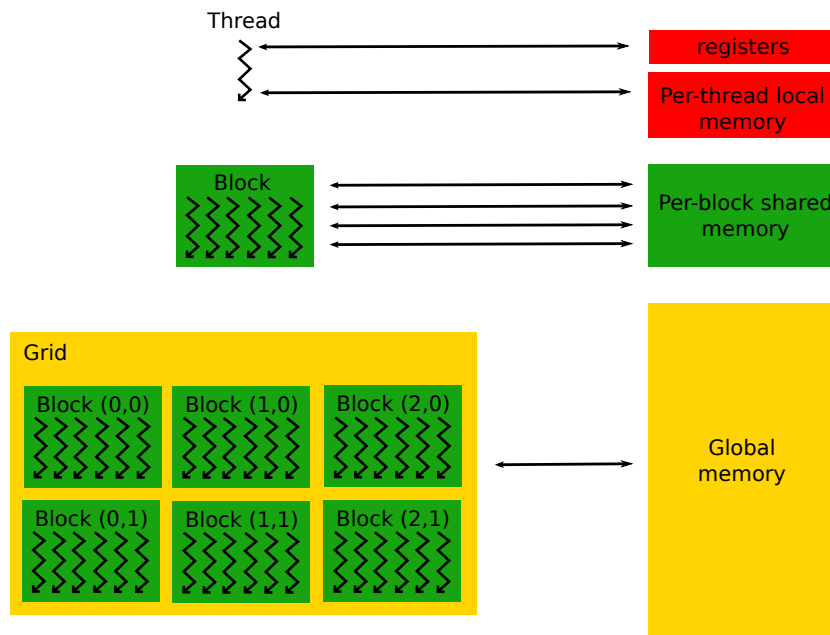 Thread
registers
Per-thread local
memory
Block
Per-block shared
memory
Grid
Block (0,0)
Block (1,0)
Block (2,0)
Block (0,1)
Block (1,1)
Block (2,1)
Global
memory